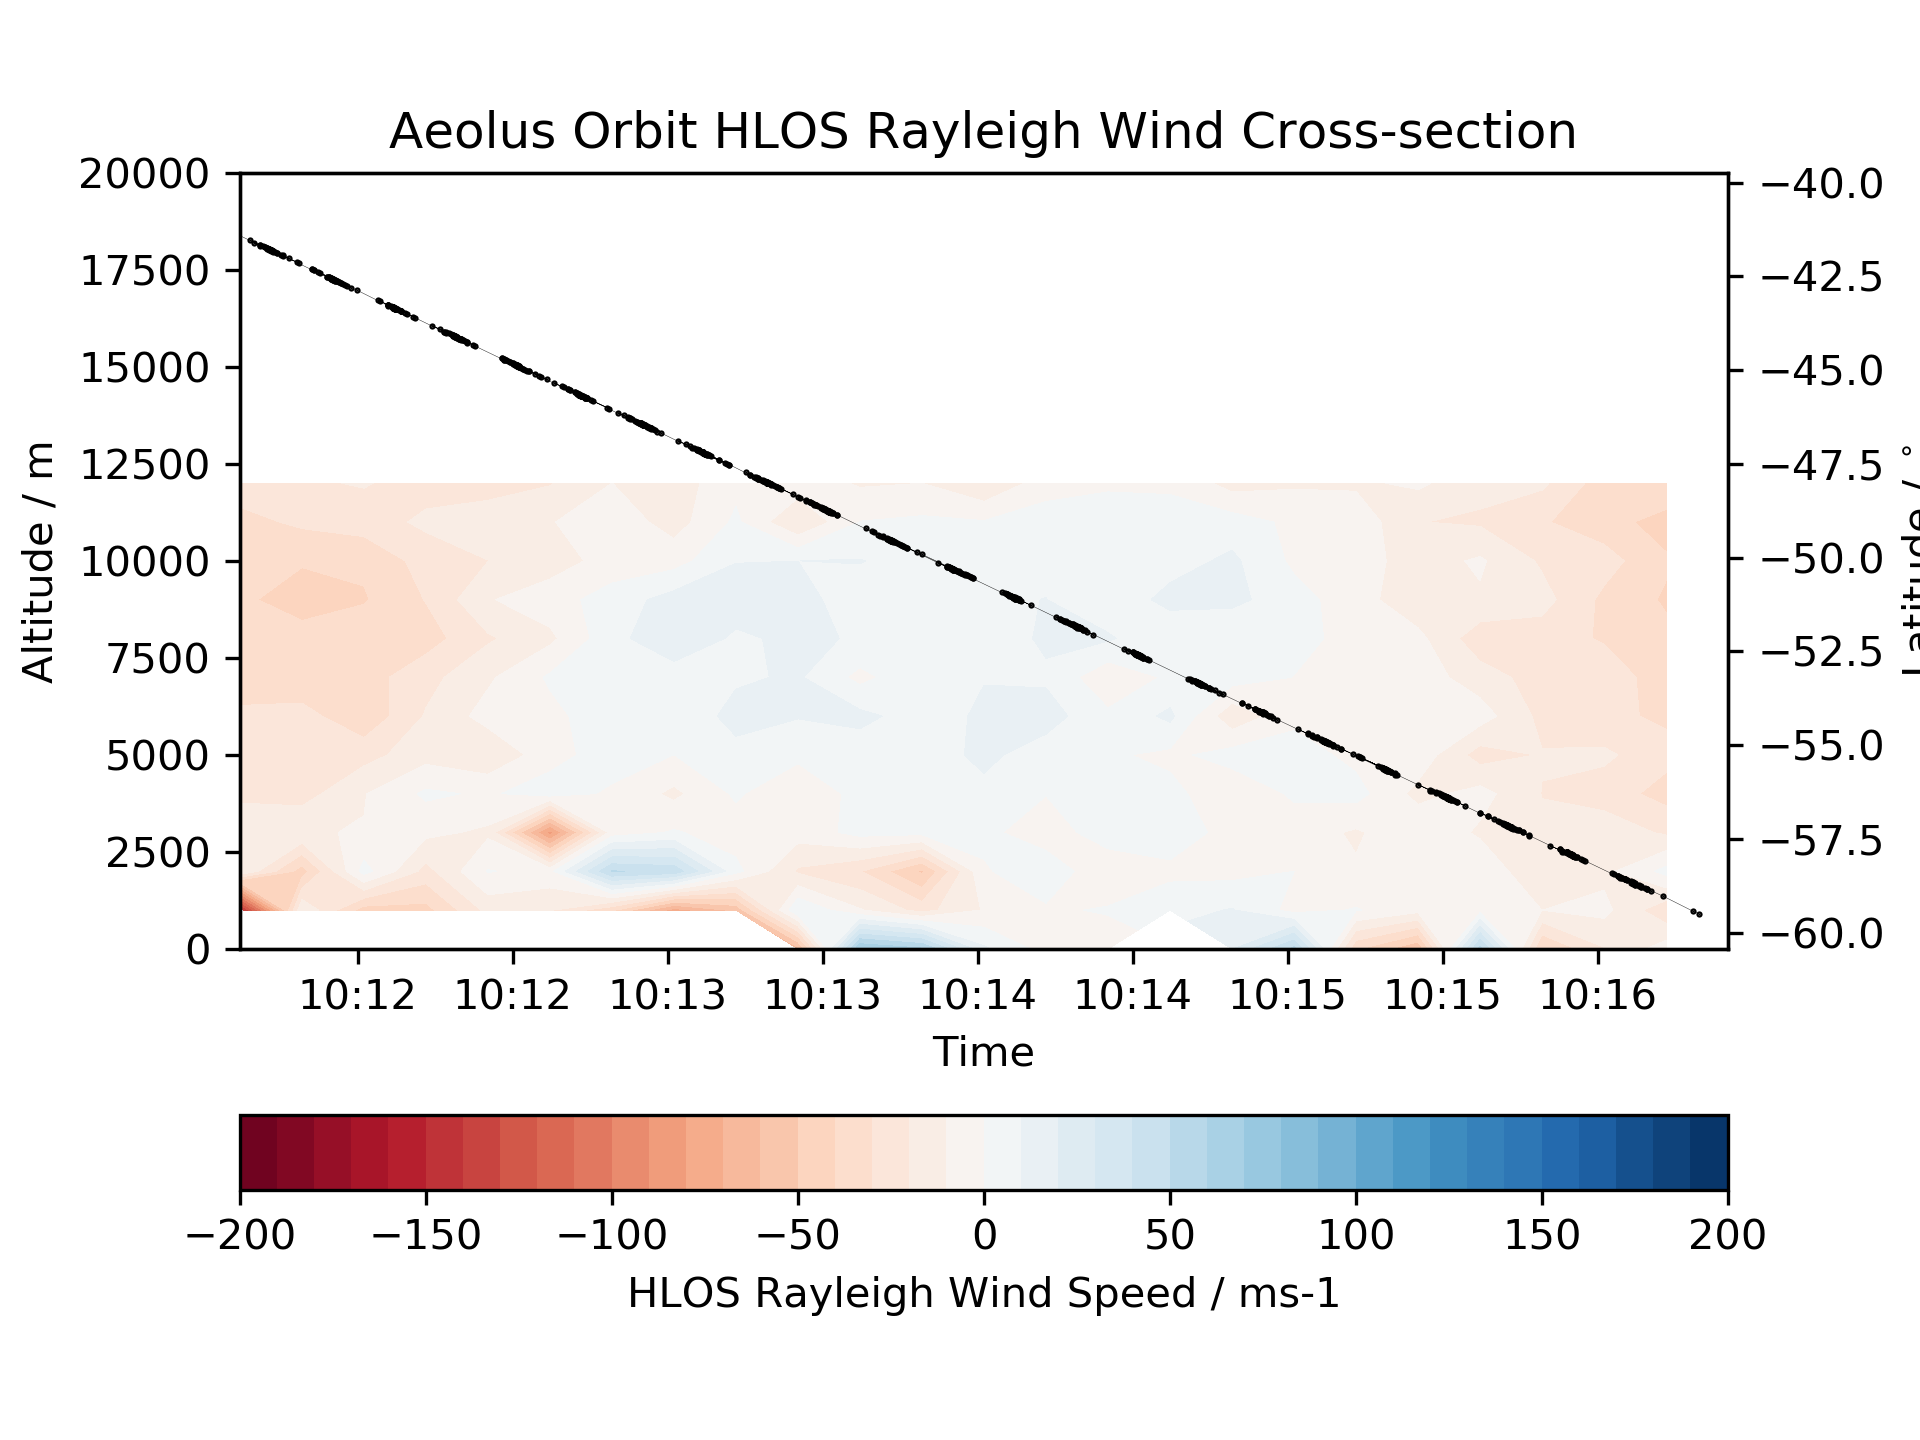 Aeolus Orbit HLOS Rayleigh Wind Cross-section
20000
17500
15000
12500
10000
7500
5000
2500
0
Altitude / m
−40.0
−42.5
−45.0
−47.5
−50.0
−52.5
−55.0
−57.5
−60.0
Latitude / °
10:12 10:12 10:13 10:13 10:14 10:14 10:15 10:15 10:16
Time
−200 −150 −100 −50 0 50 100 150 200
HLOS Rayleigh Wind Speed / ms-1